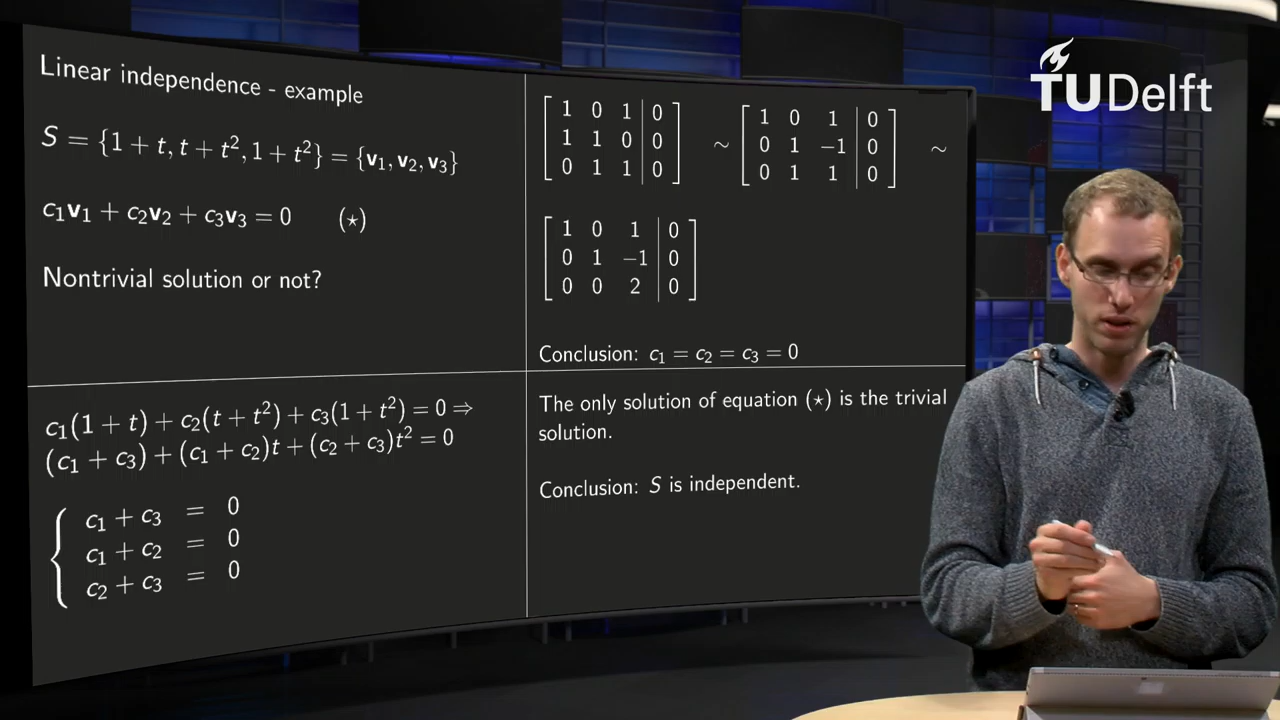 Linear independence - example
S = {1 + t, t + t², 1 + t²} = {v₁, v₂, v₃}
c₁v₁ + c₂v₂ + c₃v₃ = 0 (⋆)
Nontrivial solution or not?
[ 1 0 1 | 0 ] ~ [ 1 0 1 | 0 ] ~
[ 1 1 0 | 0 ] [ 0 1 −1 | 0 ]
[ 0 1 1 | 0 ] [ 0 1 1 | 0 ]
[ 1 0 1 | 0 ]
[ 0 1 −1 | 0 ]
[ 0 0 2 | 0 ]
Conclusion: c₁ = c₂ = c₃ = 0
c₁(1 + t) + c₂(t + t²) + c₃(1 + t²) = 0 ⇒
(c₁ + c₃) + (c₁ + c₂)t + (c₂ + c₃)t² = 0
{ c₁ + c₃ = 0
c₁ + c₂ = 0
c₂ + c₃ = 0
The only solution of equation (⋆) is the trivial
solution.
Conclusion: S is independent.
TUDelft